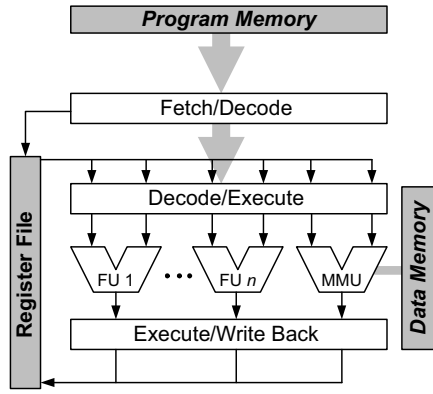 Program Memory
Fetch/Decode
Register File
Decode/Execute
Data Memory
FU 1
•••
FU n
MMU
Execute/Write Back